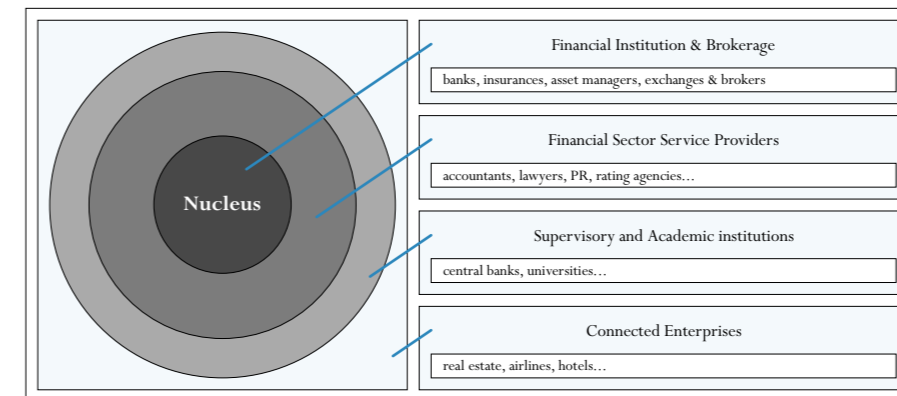 Nucleus
Financial Institution & Brokerage
banks, insurances, asset managers, exchanges & brokers
Financial Sector Service Providers
accountants, lawyers, PR, rating agencies…
Supervisory and Academic institutions
central banks, universities…
Connected Enterprises
real estate, airlines, hotels…